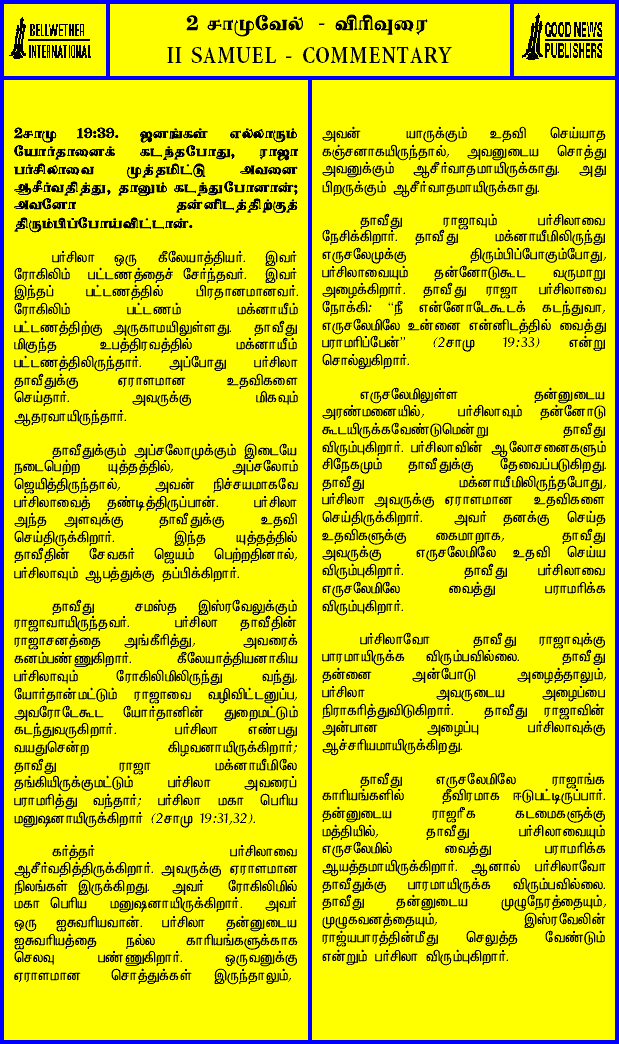 BELLWETHER
INTERNATIONAL
2 சாமுவேல் - விரிவுரை
II SAMUEL - COMMENTARY
GOOD NEWS
PUBLISHERS
2சாமு 19:39. ஜனங்கள் எல்லாரும்
யோர்தானைக் கடந்தபோது, ராஜா
பர்சிலாவை முத்தமிட்டு அவனை
ஆசீர்வதித்து, தானும் கடந்துபோனான்;
அவனோ தன்னிடத்திற்குத்
திரும்பிப்போய்விட்டான்.
பர்சிலா ஒரு கீலேயாத்தியர். இவர்
ரோகிலிம் பட்டணத்தைச் சேர்ந்தவர். இவர்
இந்தப் பட்டணத்தில் பிரதானமானவர்.
ரோகிலிம் பட்டணம் மக்னாயீம்
பட்டணத்திற்கு அருகாமயிலுள்ளது. தாவீது
மிகுந்த உபத்திரவத்தில் மக்னாயீம்
பட்டணத்திலிருந்தார். அப்போது பர்சிலா
தாவீதுக்கு ஏராளமான உதவிகளை
செய்தார். அவருக்கு மிகவும்
ஆதரவாயிருந்தார்.
தாவீதுக்கும் அப்சலோமுக்கும் இடையே
நடைபெற்ற யுத்தத்தில், அப்சலோம்
ஜெயித்திருந்தால், அவன் நிச்சயமாகவே
பர்சிலாவைத் தண்டித்திருப்பான். பர்சிலா
அந்த அளவுக்கு தாவீதுக்கு உதவி
செய்திருக்கிறார். இந்த யுத்தத்தில்
தாவீதின் சேவகர் ஜெயம் பெற்றதினால்,
பர்சிலாவும் ஆபத்துக்கு தப்பிக்கிறார்.
தாவீது சமஸ்த இஸ்ரவேலுக்கும்
ராஜாவாயிருந்தவர். பர்சிலா தாவீதின்
ராஜாசனத்தை அங்கீரித்து, அவரைக்
கனம்பண்ணுகிறார். கீலேயாத்தியனாகிய
பர்சிலாவும் ரோகிலிமிலிருந்து வந்து,
யோர்தான்மட்டும் ராஜாவை வழிவிட்டனுப்ப,
அவரோடேகூட யோர்தானின் துறைமட்டும்
கடந்துவருகிறார். பர்சிலா எண்பது
வயதுசென்ற கிழவனாயிருக்கிறார்;
தாவீது ராஜா மக்னாயீமிலே
தங்கியிருக்குமட்டும் பர்சிலா அவரைப்
பராமரித்து வந்தார்; பர்சிலா மகா பெரிய
மனுஷனாயிருக்கிறார் (2சாமு 19:31,32).
கர்த்தர் பர்சிலாவை
ஆசீர்வதித்திருக்கிறார். அவருக்கு ஏராளமான
நிலங்கள் இருக்கிறது. அவர் ரோகிலிமில்
மகா பெரிய மனுஷனாயிருக்கிறார். அவர்
ஒரு ஐசுவரியவான். பர்சிலா தன்னுடைய
ஐசுவரியத்தை நல்ல காரியங்களுக்காக
செலவு பண்ணுகிறார். ஒருவனுக்கு
ஏராளமான சொத்துக்கள் இருந்தாலும்,
அவன் யாருக்கும் உதவி செய்யாத
கஞ்சனாகயிருந்தால், அவனுடைய சொத்து
அவனுக்கும் ஆசீர்வாதமாயிருக்காது. அது
பிறருக்கும் ஆசீர்வாதமாயிருக்காது.
தாவீது ராஜாவும் பர்சிலாவை
நேசிக்கிறார். தாவீது மக்னாயீமிலிருந்து
எருசலேமுக்கு திரும்பிப்போகும்போது,
பர்சிலாவையும் தன்னோடுகூட வருமாறு
அழைக்கிறார். தாவீது ராஜா பர்சிலாவை
நோக்கி: "நீ என்னோடேகூடக் கடந்துவா,
எருசலேமிலே உன்னை என்னிடத்தில் வைத்து
பராமரிப்பேன்" (2சாமு 19:33) என்று
சொல்லுகிறார்.
எருசலேமிலுள்ள தன்னுடைய
அரண்மனையில், பர்சிலாவும் தன்னோடு
கூடயிருக்கவேண்டுமென்று தாவீது
விரும்புகிறார். பர்சிலாவின் ஆலோசனைகளும்
சிநேகமும் தாவீதுக்கு தேவைப்படுகிறது.
தாவீது மக்னாயீமிலிருந்தபோது,
பர்சிலா அவருக்கு ஏராளமான உதவிகளை
செய்திருக்கிறார். அவர் தனக்கு செய்த
உதவிகளுக்கு கைமாறாக, தாவீது
அவருக்கு எருசலேமிலே உதவி செய்ய
விரும்புகிறார். தாவீது பர்சிலாவை
எருசலேமிலே வைத்து பராமரிக்க
விரும்புகிறார்.
பர்சிலாவோ தாவீது ராஜாவுக்கு
பாரமாயிருக்க விரும்பவில்லை. தாவீது
தன்னை அன்போடு அழைத்தாலும்,
பர்சிலா அவருடைய அழைப்பை
நிராகரித்துவிடுகிறார். தாவீது ராஜாவின்
அன்பான அழைப்பு பர்சிலாவுக்கு
ஆச்சரியமாயிருக்கிறது.
தாவீது எருசலேமிலே ராஜாங்க
காரியங்களில் தீவிரமாக ஈடுபட்டிருப்பார்.
தன்னுடைய ராஜரீக கடமைகளுக்கு
மத்தியில், தாவீது பர்சிலாவையும்
எருசலேமில் வைத்து பராமரிக்க
ஆயத்தமாயிருக்கிறார். ஆனால் பர்சிலாவோ
தாவீதுக்கு பாரமாயிருக்க விரும்பவில்லை.
தாவீது தன்னுடைய முழுநேரத்தையும்,
முழுகவனத்தையும், இஸ்ரவேலின்
ராஜ்யபாரத்தின்மீது செலுத்த வேண்டும்
என்றும் பர்சிலா விரும்புகிறார்.